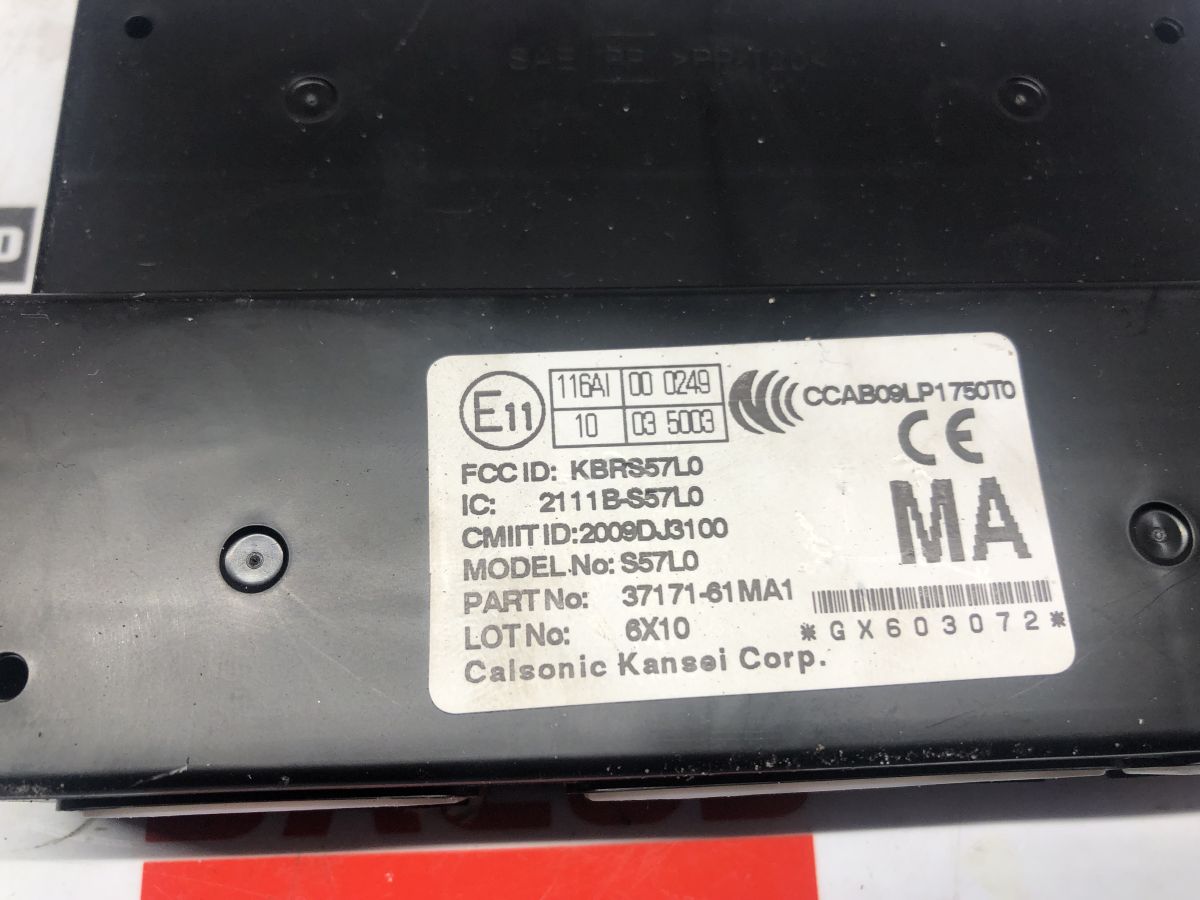 E11
116AI 00 0249
10 03 5003
CCAB09LP1750T0
CE
FCC ID: KBRS57L0
IC: 2111B-S57L0
CMIIT ID:2009DJ3100
MODEL.No: S57L0
MA
PART No: 37171-61MA1
LOT No: 6X10
*GX603072*
Calsonic Kansei Corp.